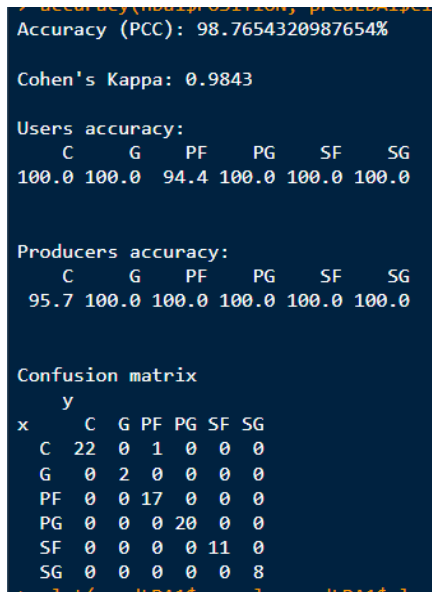 Accuracy (PCC): 98.7654320987654%
Cohen's Kappa: 0.9843
Users accuracy:
C G PF PG SF SG
100.0 100.0 94.4 100.0 100.0 100.0
Producers accuracy:
C G PF PG SF SG
95.7 100.0 100.0 100.0 100.0 100.0
Confusion matrix
y
x C G PF PG SF SG
C 22 0 1 0 0 0
G 0 2 0 0 0 0
PF 0 0 17 0 0 0
PG 0 0 0 20 0 0
SF 0 0 0 0 11 0
SG 0 0 0 0 0 8